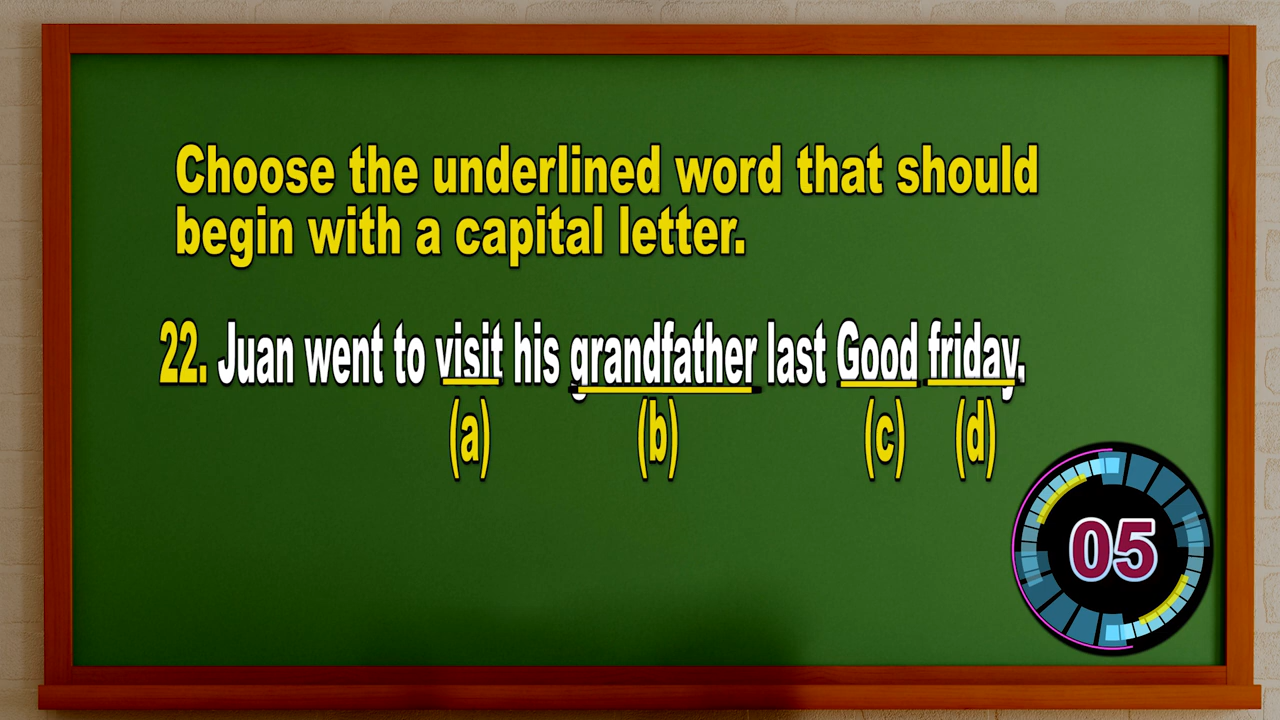 Choose the underlined word that should
begin with a capital letter.
22. Juan went to visit his grandfather last Good friday.
(a) (b) (c) (d)
05